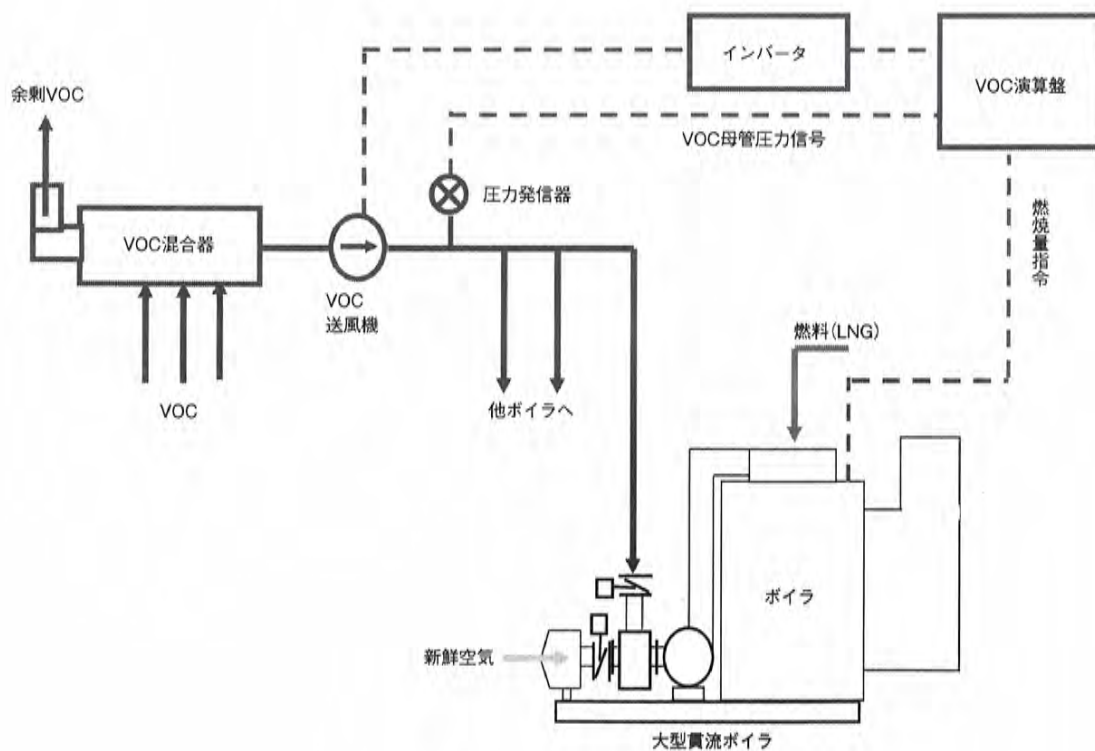 インバータ
VOC演算盤
余剰VOC
VOC母管圧力信号
圧力発信器
VOC混合器
燃焼量指令
VOC
送風機
燃料(LNG)
VOC
他ボイラへ
ボイラ
新鮮空気
大型貫流ボイラ